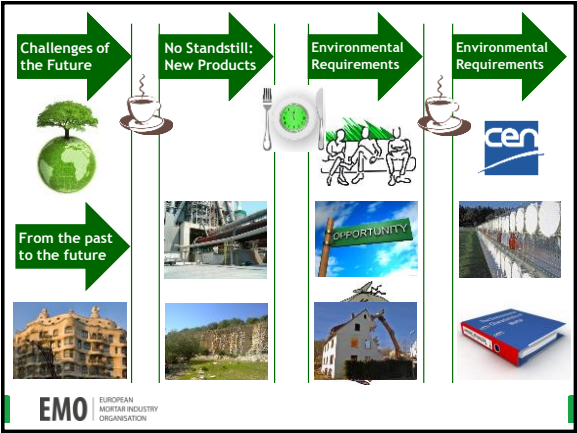 Challenges of
the Future
No Standstill:
New Products
Environmental
Requirements
Environmental
Requirements
cen
From the past
to the future
OPPORTUNITY
EMO
EUROPEAN
MORTAR INDUSTRY
ORGANISATION